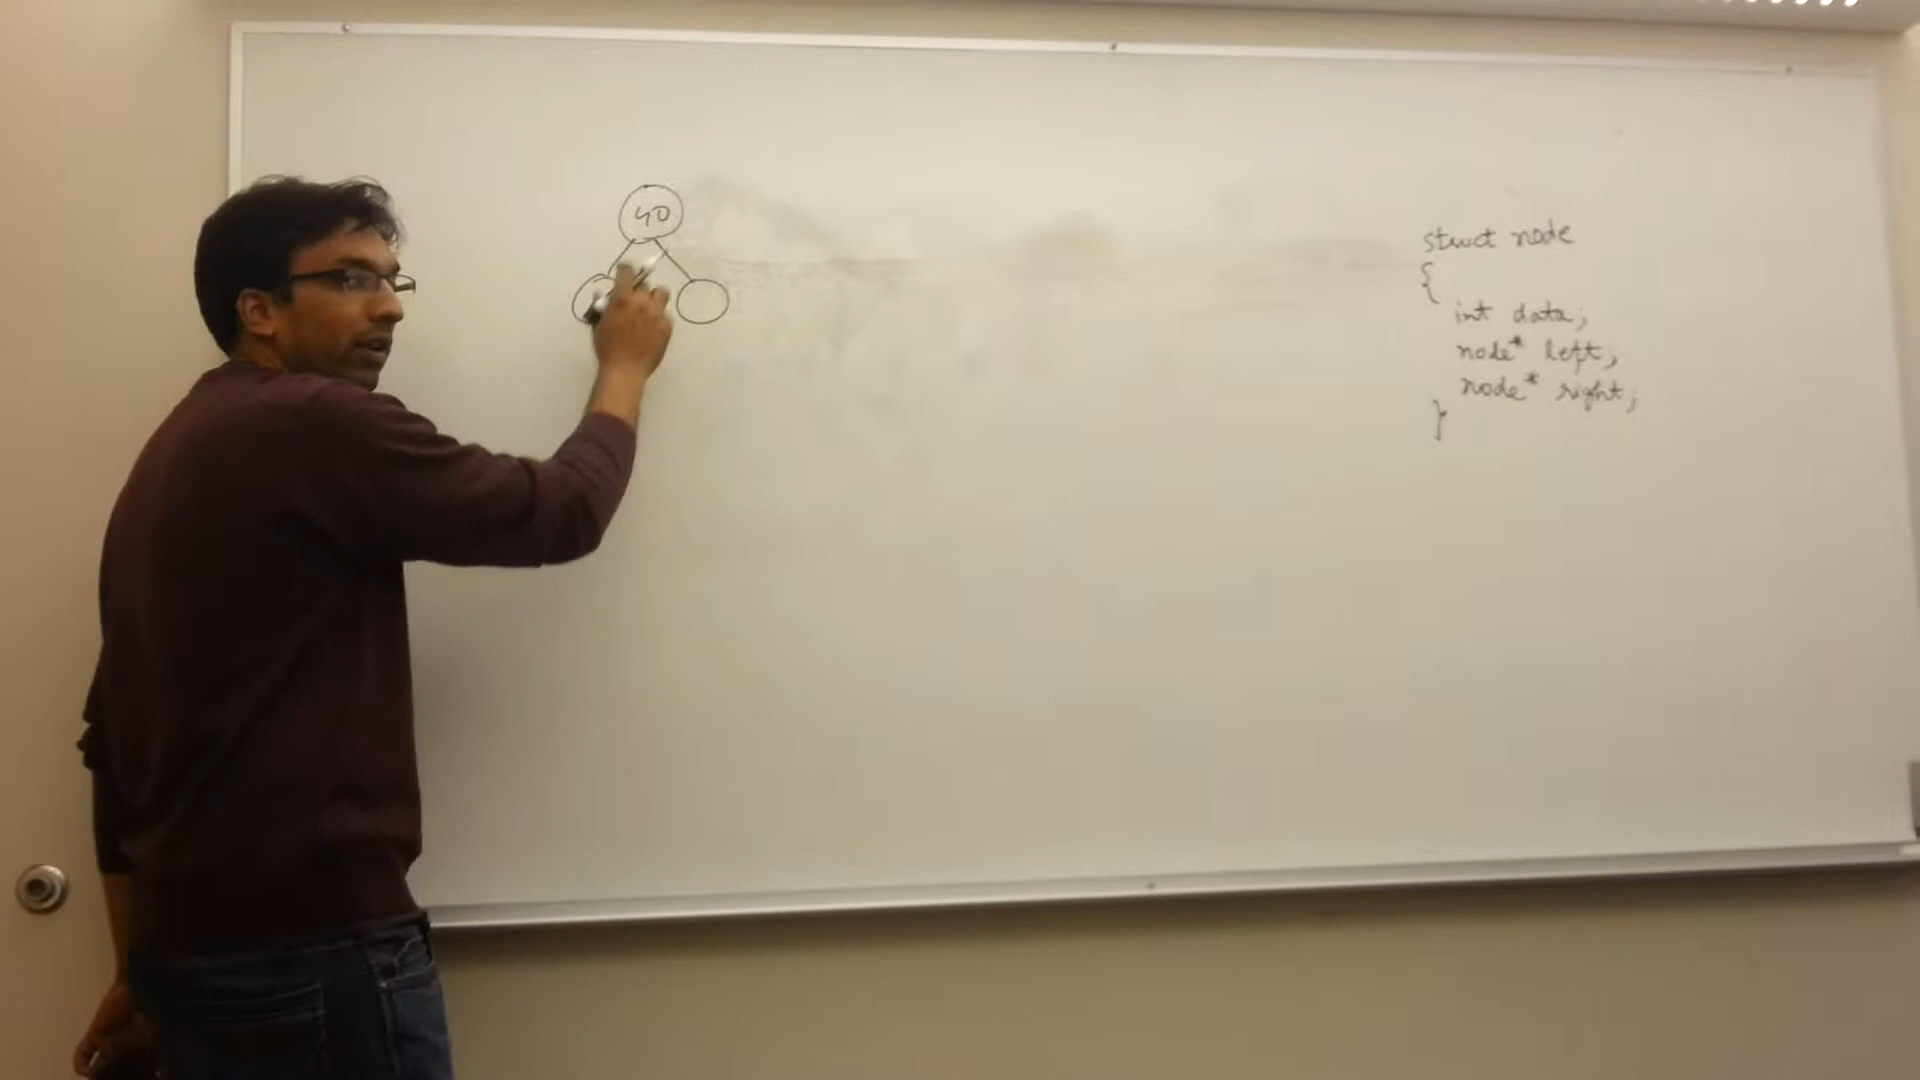 40
struct node
{
int data;
node* left;
node* right;
}